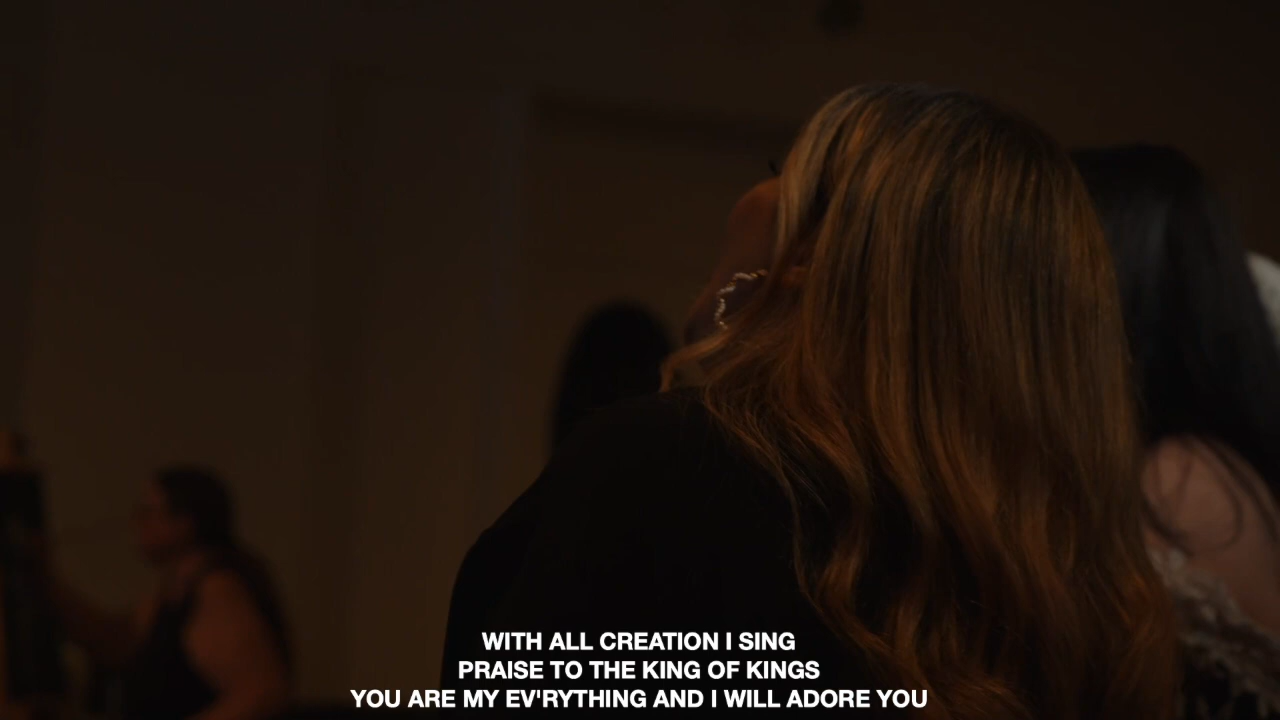 WITH ALL CREATION I SING
PRAISE TO THE KING OF KINGS
YOU ARE MY EV'RYTHING AND I WILL ADORE YOU